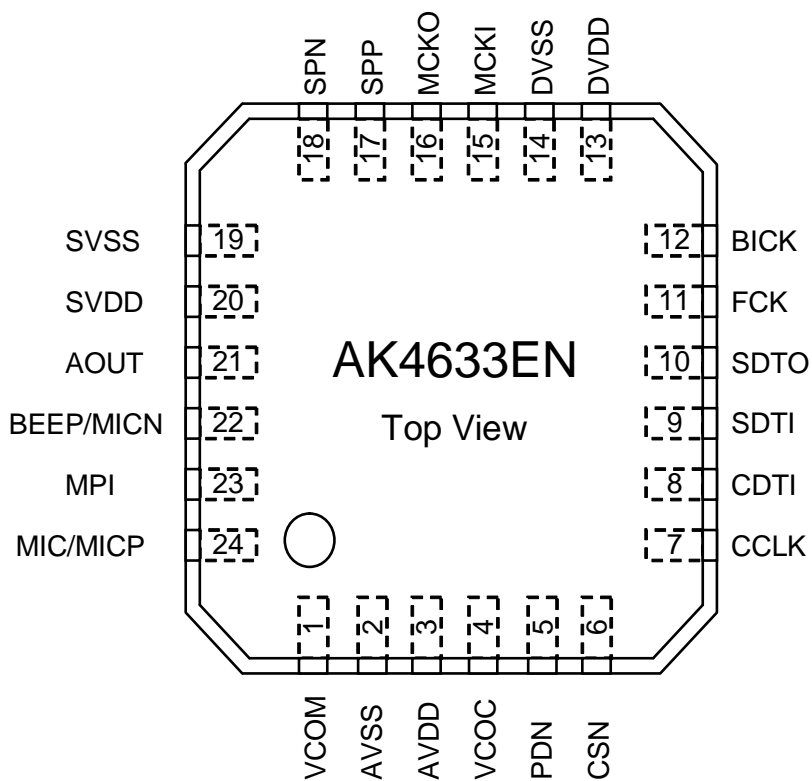 SPN
SPP
MCKO
MCKI
DVSS
DVDD
18
17
16
15
14
13
SVSS 19
12 BICK
SVDD 20
11 FCK
AOUT 21
AK4633EN
10 SDTO
BEEP/MICN 22
Top View
9 SDTI
MPI 23
8 CDTI
MIC/MICP 24
7 CCLK
1
2
3
4
5
6
VCOM
AVSS
AVDD
VCOC
PDN
CSN